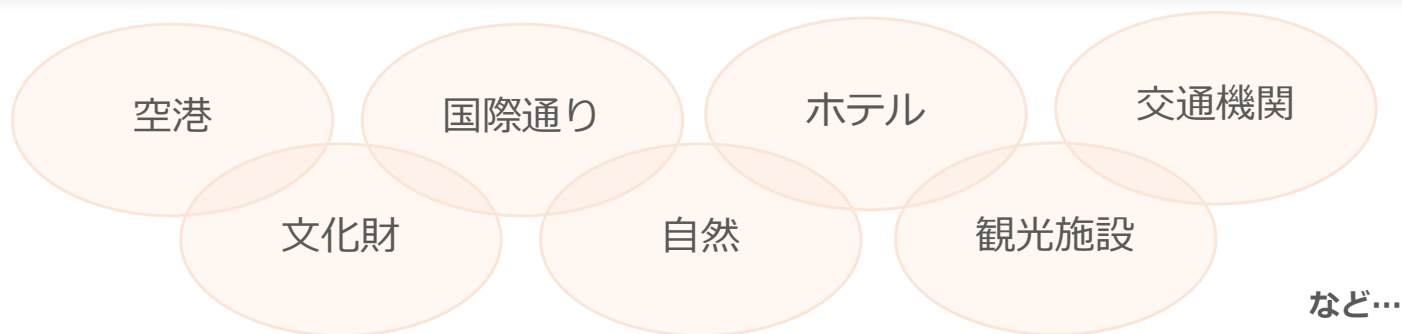 空港
国際通り
ホテル
交通機関
文化財
自然
観光施設
など…